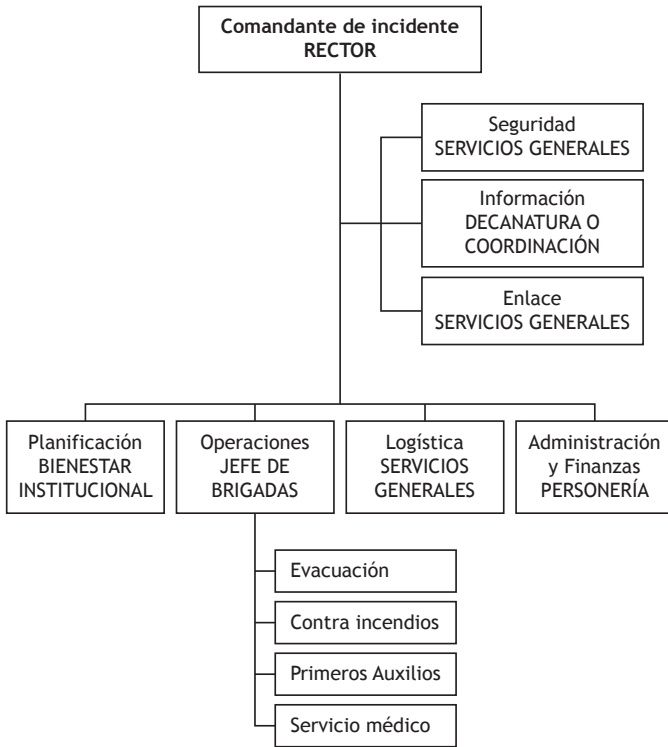 Comandante de incidente
RECTOR
Seguridad
SERVICIOS GENERALES
Información
DECANATURA O
COORDINACIÓN
Enlace
SERVICIOS GENERALES
Planificación
BIENESTAR
INSTITUCIONAL
Operaciones
JEFE DE
BRIGADAS
Logística
SERVICIOS
GENERALES
Administración
y Finanzas
PERSONERÍA
Evacuación
Contra incendios
Primeros Auxilios
Servicio médico